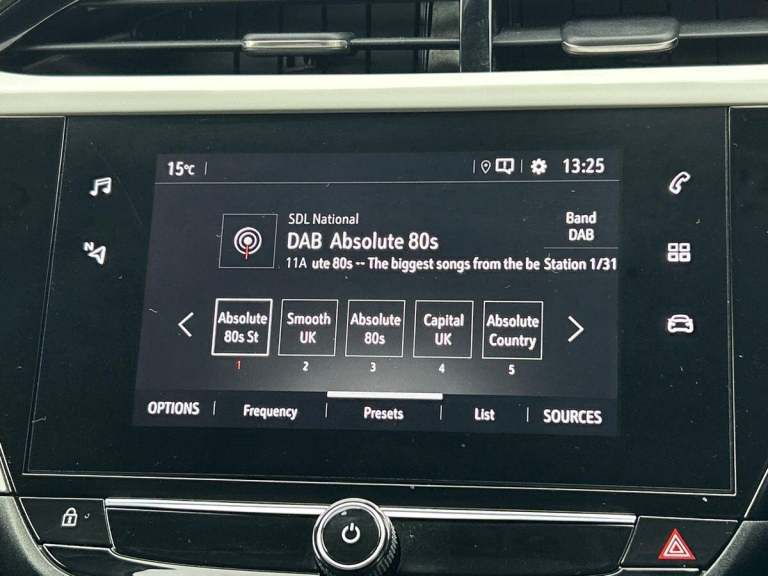 15°C
13:25
SDL National
DAB Absolute 80s
Band
DAB
11A ute 80s -- The biggest songs from the be Station 1/31
Absolute
80s St
Smooth
UK
Absolute
80s
Capital
UK
Absolute
Country
1
2
3
4
5
OPTIONS
Frequency
Presets
List
SOURCES
N